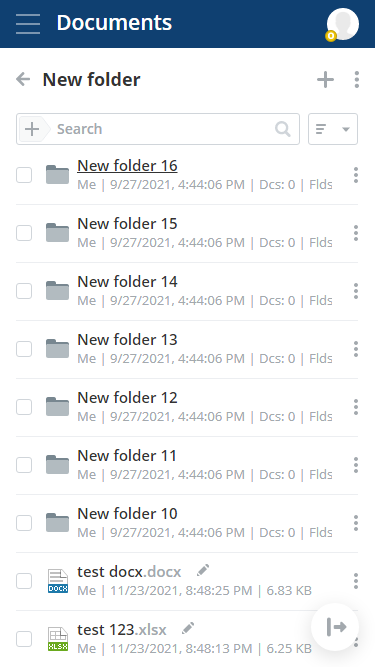 Documents
New folder
Search
New folder 16
Me | 9/27/2021, 4:44:06 PM | Dcs: 0 | Flds
New folder 15
Me | 9/27/2021, 4:44:06 PM | Dcs: 0 | Flds
New folder 14
Me | 9/27/2021, 4:44:06 PM | Dcs: 0 | Flds
New folder 13
Me | 9/27/2021, 4:44:06 PM | Dcs: 0 | Flds
New folder 12
Me | 9/27/2021, 4:44:06 PM | Dcs: 0 | Flds
New folder 11
Me | 9/27/2021, 4:44:06 PM | Dcs: 0 | Flds
New folder 10
Me | 9/27/2021, 4:44:06 PM | Dcs: 0 | Flds
test docx.docx
DOCX
Me | 11/23/2021, 8:48:25 PM | 6.83 KB
test 123.xlsx
XLSX
Me | 11/23/2021, 8:48:13 PM | 6.25 KB